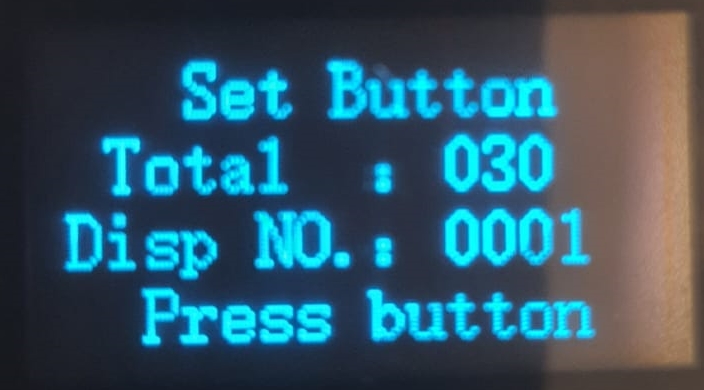 Set Button
Total : 030
Disp NO.: 0001
Press button